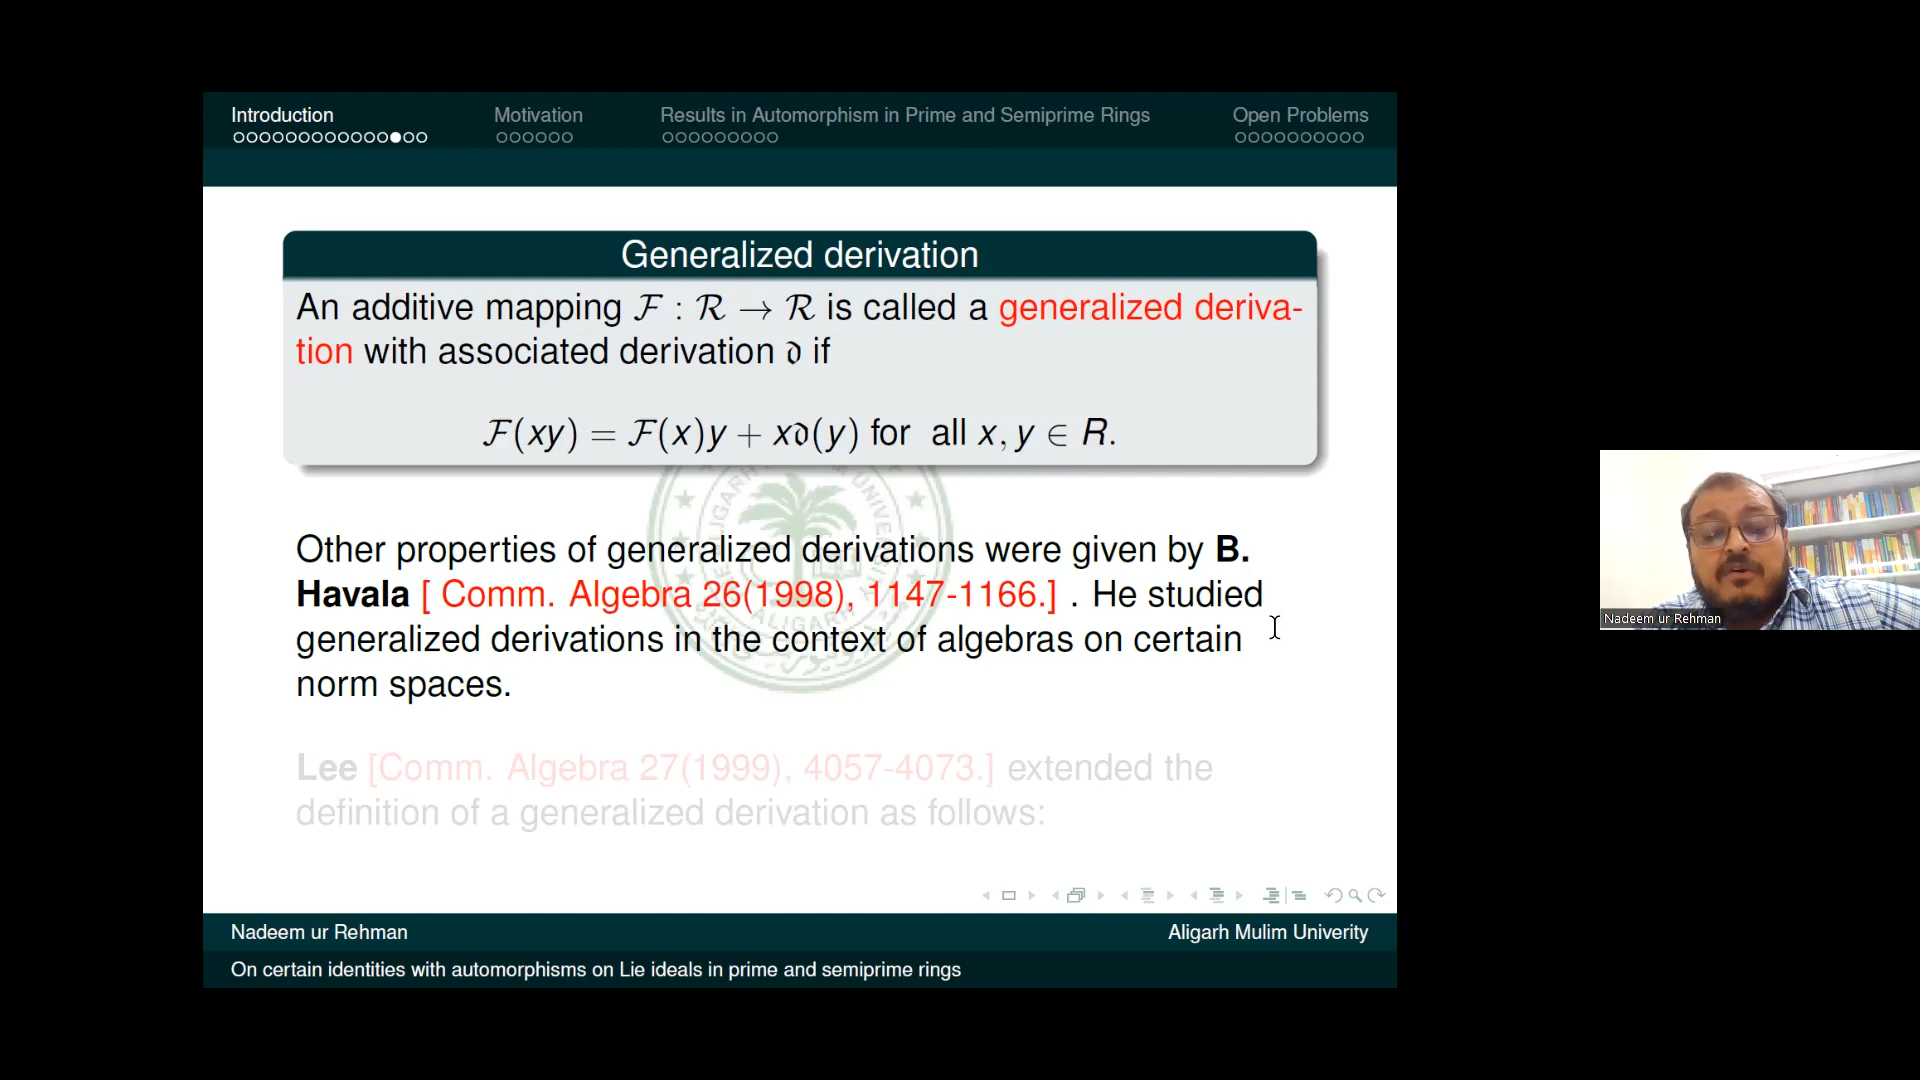 Introduction
Motivation
Results in Automorphism in Prime and Semiprime Rings
Open Problems
Generalized derivation
An additive mapping ℱ : ℛ → ℛ is called a generalized deriva-
tion with associated derivation 𝔡 if
ℱ(xy) = ℱ(x)y + x𝔡(y) for all x, y ∈ R.
Other properties of generalized derivations were given by B.
Havala [ Comm. Algebra 26(1998), 1147-1166.] . He studied
generalized derivations in the context of algebras on certain
norm spaces.
Lee [Comm. Algebra 27(1999), 4057-4073.] extended the
definition of a generalized derivation as follows:
Nadeem ur Rehman
Aligarh Mulim Univerity
On certain identities with automorphisms on Lie ideals in prime and semiprime rings
Nadeem ur Rehman